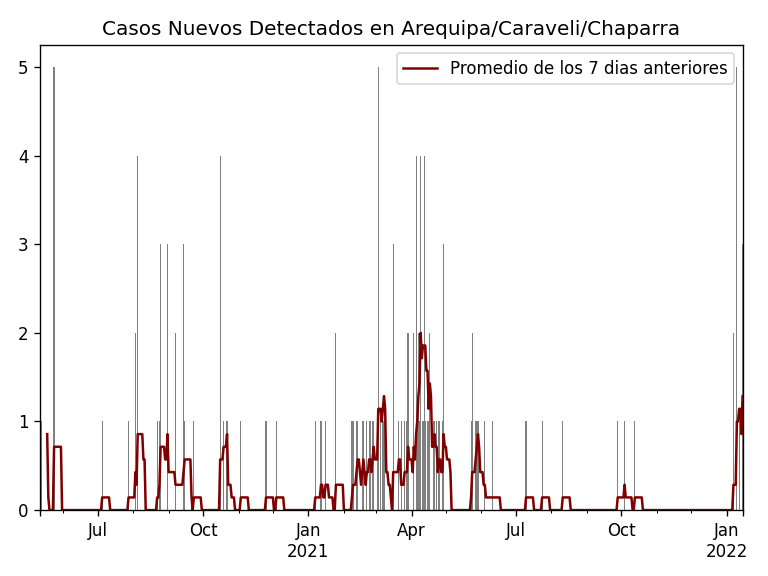 Casos Nuevos Detectados en Arequipa/Caraveli/Chaparra
Promedio de los 7 dias anteriores
5
4
3
2
1
0
Jul
Oct
Jan
2021
Apr
Jul
Oct
Jan
2022